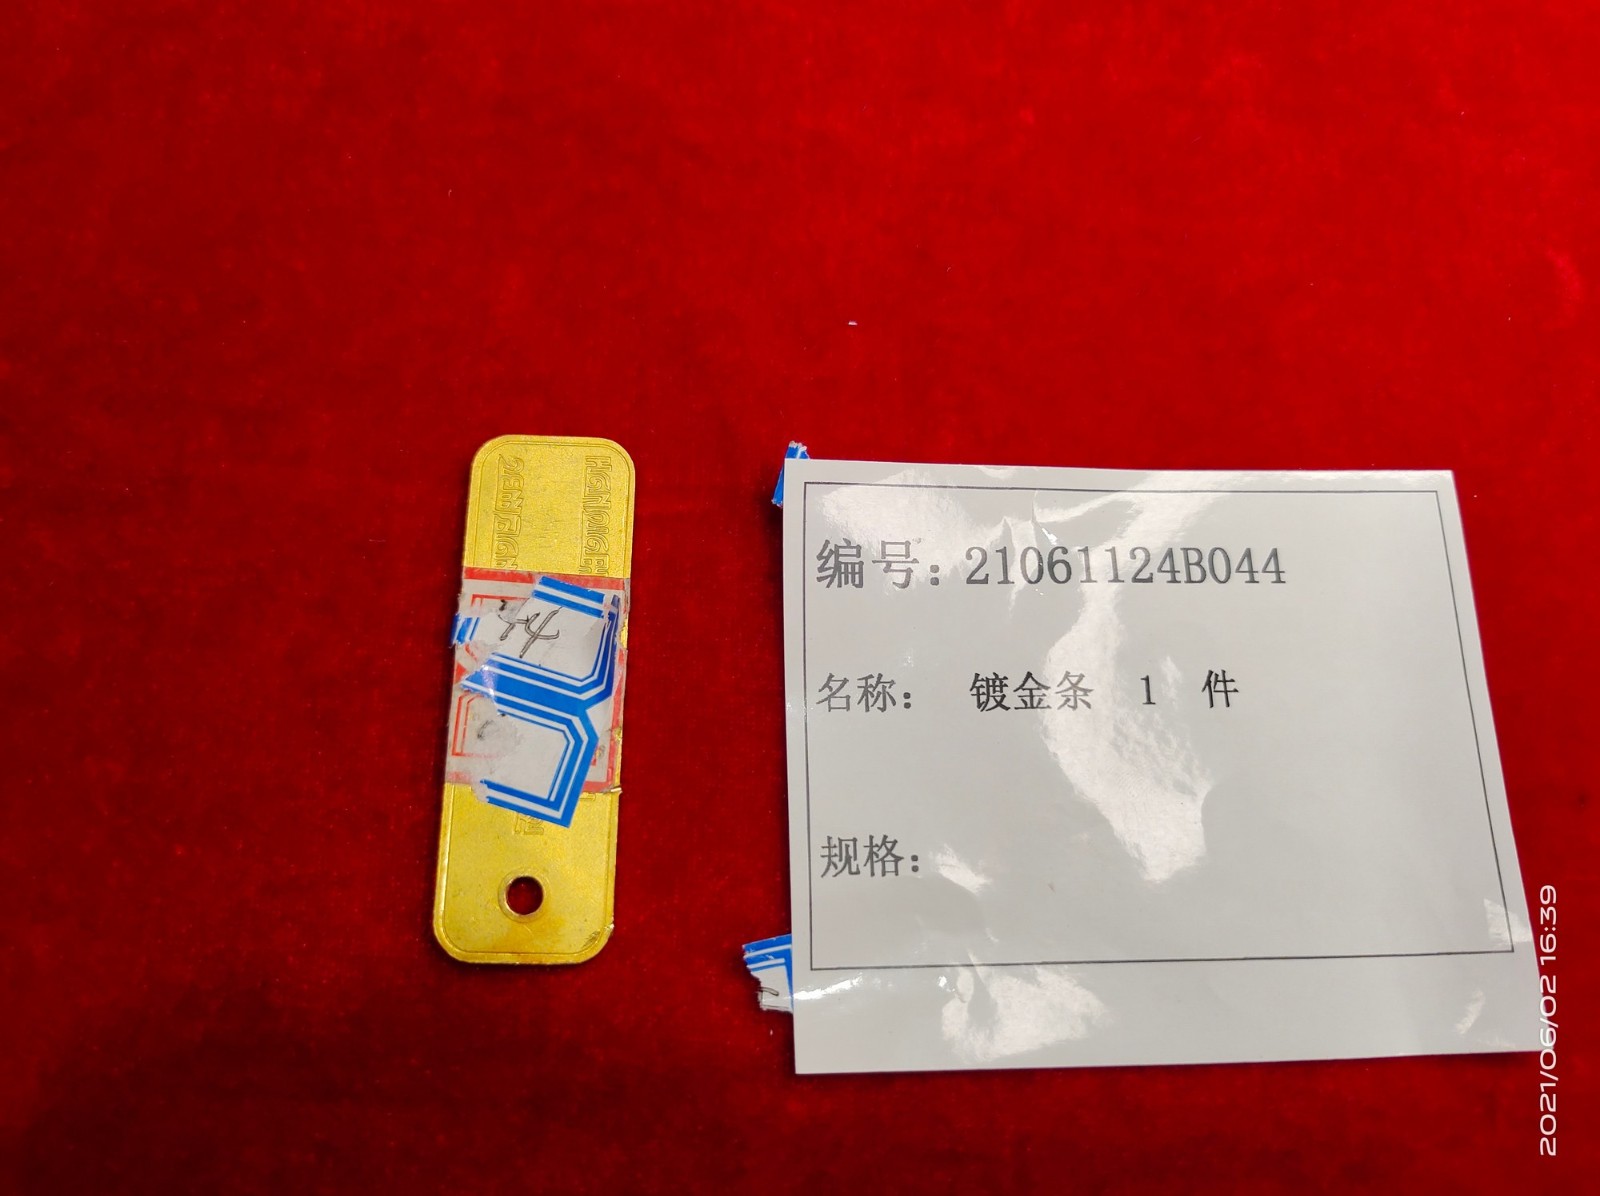 44
编号：21061124B044
名称： 镀金条 1 件
规格：
2021/06/02 16:39